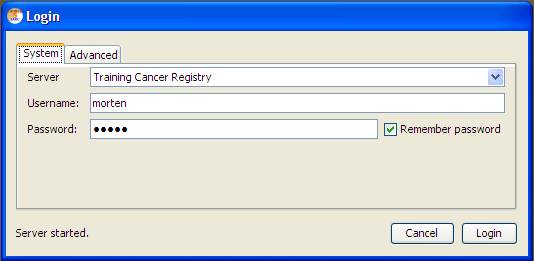 Login
System Advanced
Server Training Cancer Registry
Username: morten
Password: ●●●●● Remember password
Server started. Cancel Login